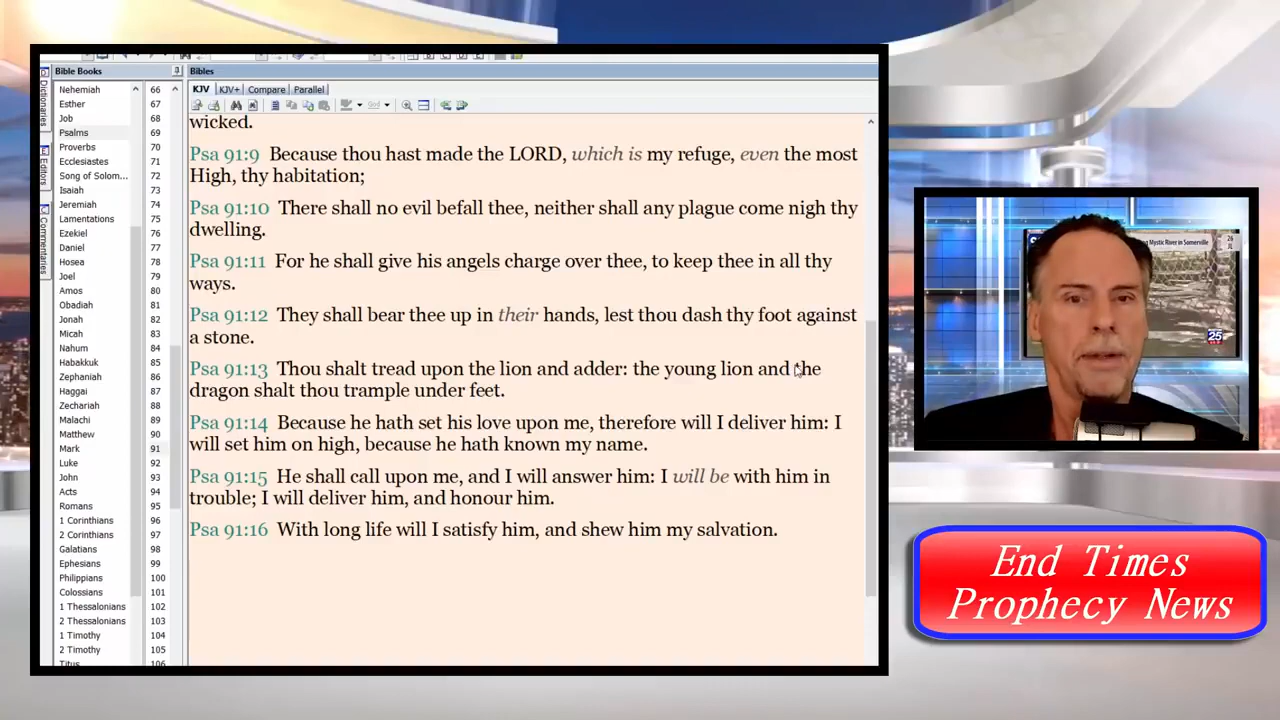 Bible Books
Bibles
KJV KJV+ Compare Parallel
Dictionaries
Editors
Commentaries
Nehemiah
Esther
Job
Psalms
Proverbs
Ecclesiastes
Song of Solom...
Isaiah
Jeremiah
Lamentations
Ezekiel
Daniel
Hosea
Joel
Amos
Obadiah
Jonah
Micah
Nahum
Habakkuk
Zephaniah
Haggai
Zechariah
Malachi
Matthew
Mark
Luke
John
Acts
Romans
1 Corinthians
2 Corinthians
Galatians
Ephesians
Philippians
Colossians
1 Thessalonians
2 Thessalonians
1 Timothy
2 Timothy
Titus
66
67
68
69
70
71
72
73
74
75
76
77
78
79
80
81
82
83
84
85
86
87
88
89
90
91
92
93
94
95
96
97
98
99
100
101
102
103
104
105
106
wicked.
Psa 91:9 Because thou hast made the LORD, which is my refuge, even the most
High, thy habitation;
Psa 91:10 There shall no evil befall thee, neither shall any plague come nigh thy
dwelling.
Psa 91:11 For he shall give his angels charge over thee, to keep thee in all thy
ways.
Psa 91:12 They shall bear thee up in their hands, lest thou dash thy foot against
a stone.
Psa 91:13 Thou shalt tread upon the lion and adder: the young lion and the
dragon shalt thou trample under feet.
Psa 91:14 Because he hath set his love upon me, therefore will I deliver him: I
will set him on high, because he hath known my name.
Psa 91:15 He shall call upon me, and I will answer him: I will be with him in
trouble; I will deliver him, and honour him.
Psa 91:16 With long life will I satisfy him, and shew him my salvation.
Mystic River in Somerville
26
25
End Times
Prophecy News